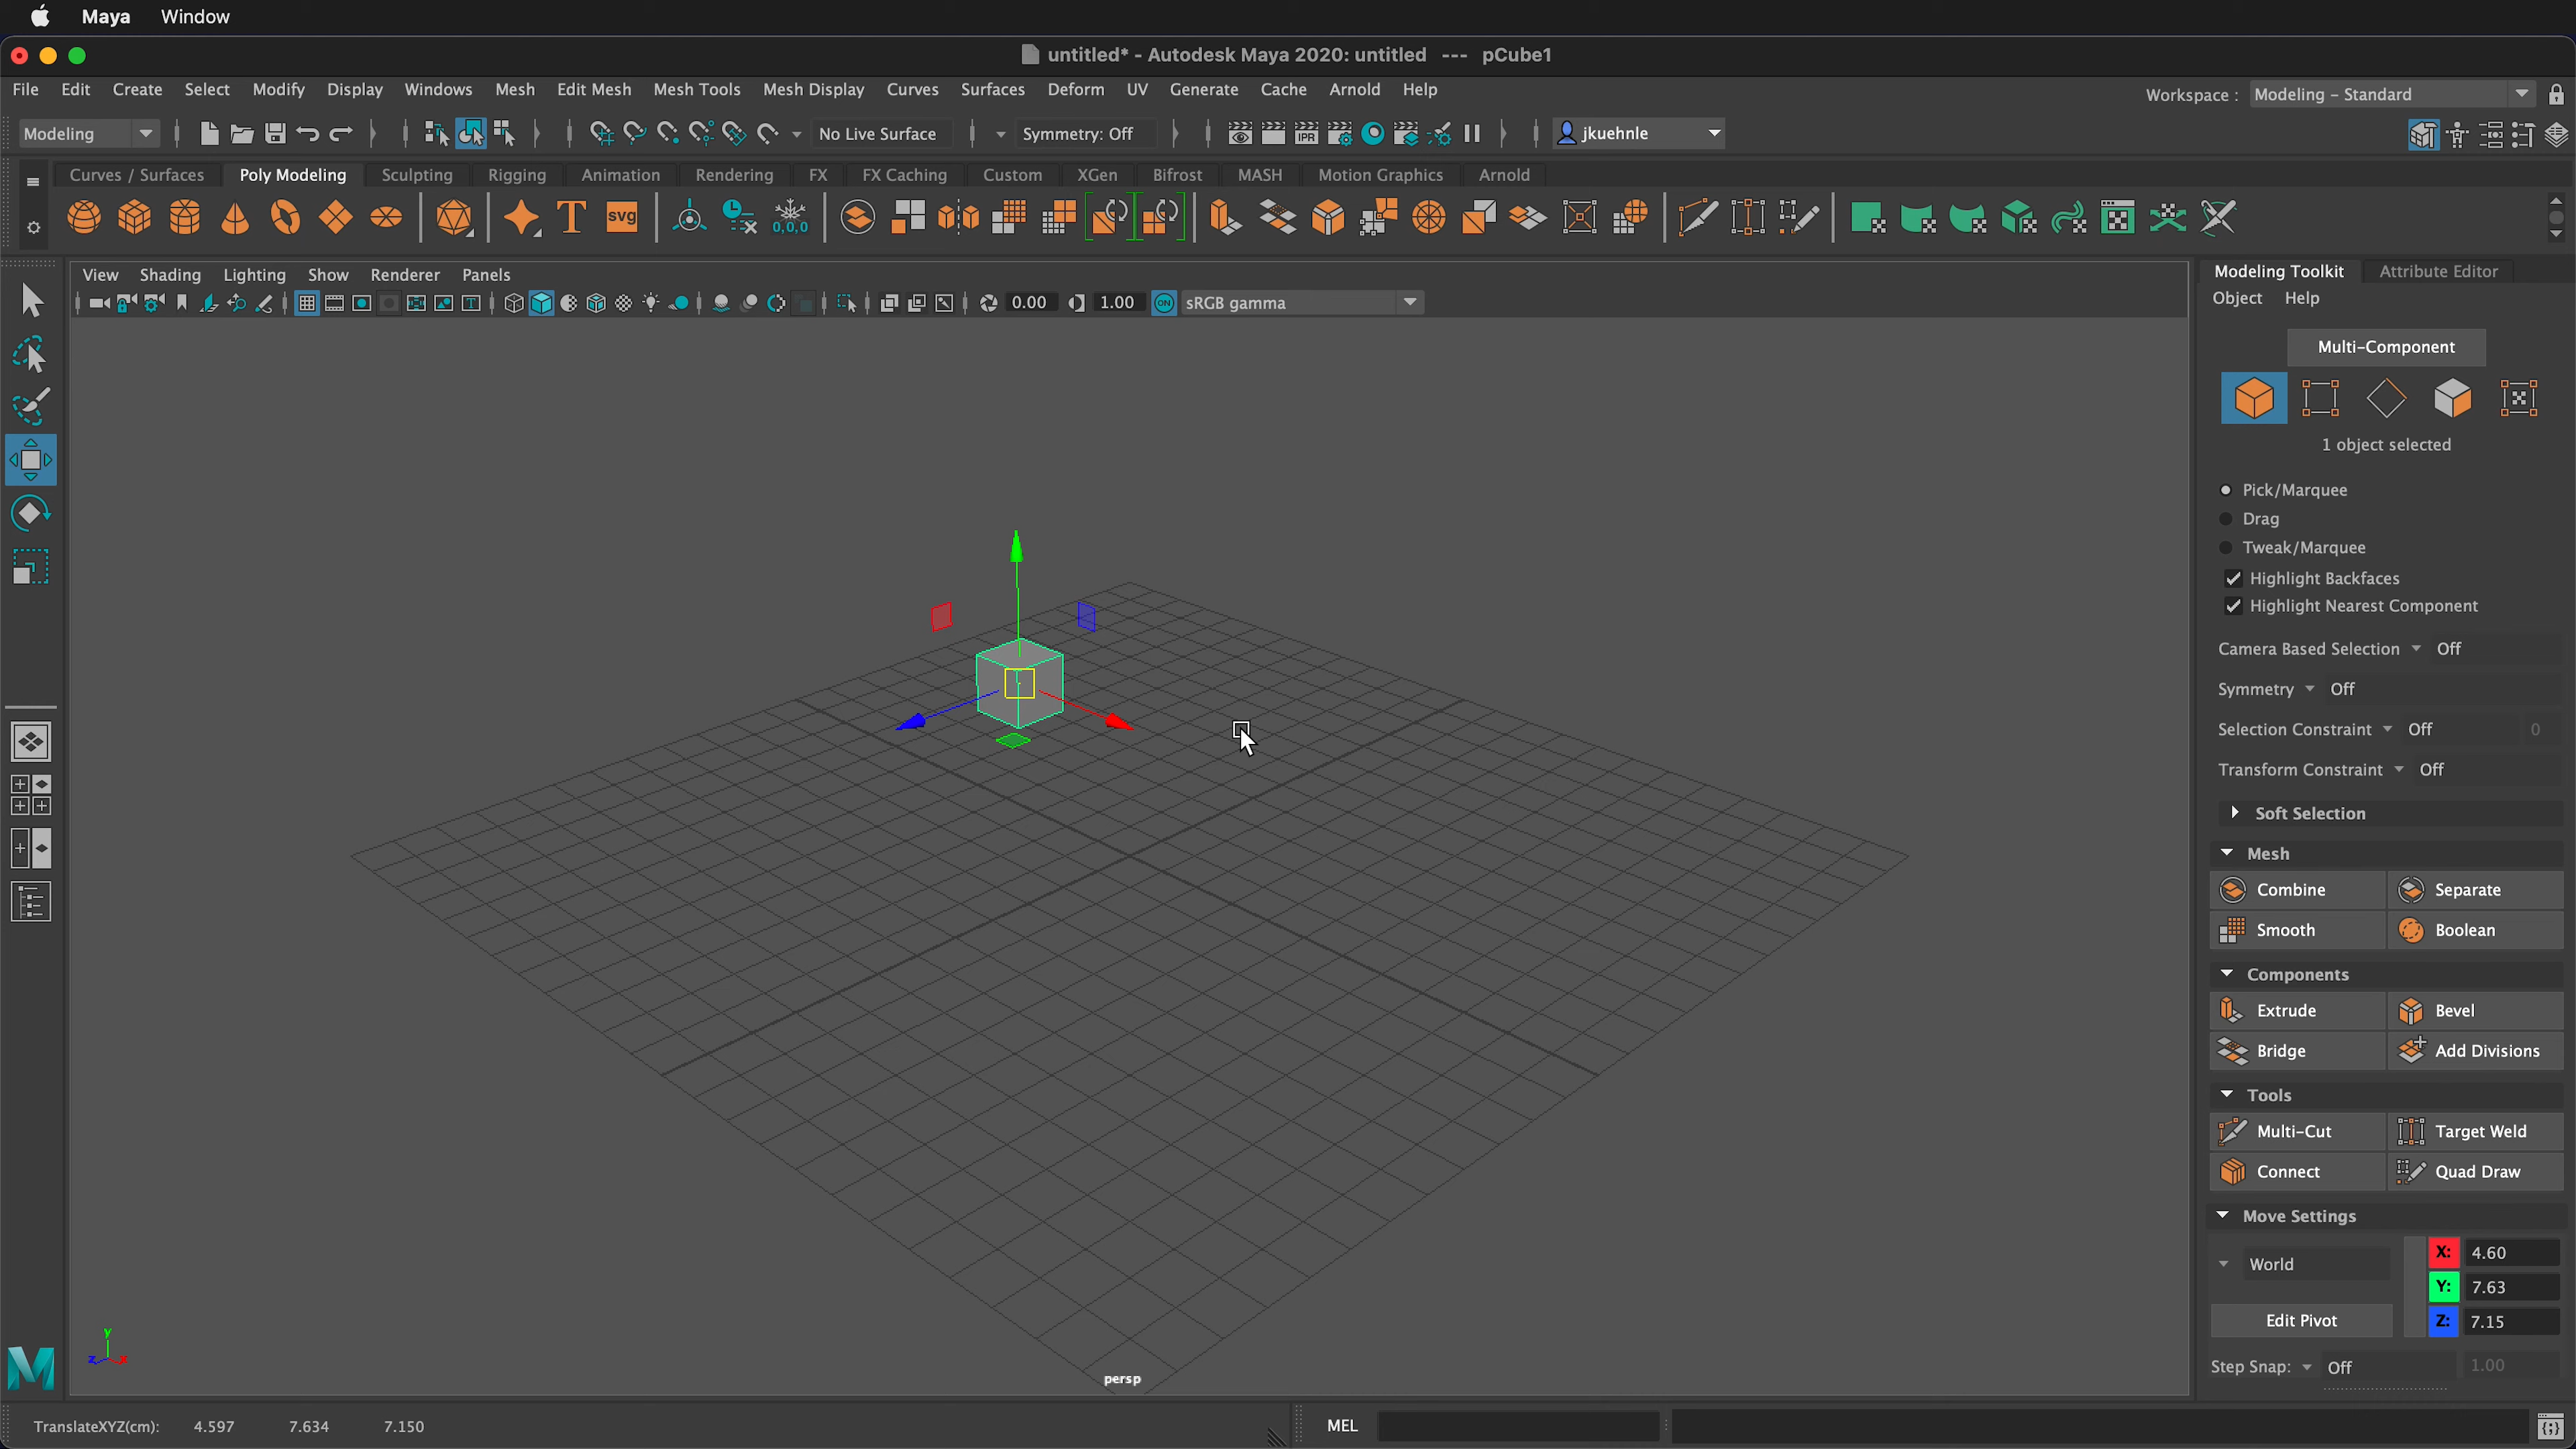 Maya Window
untitled* - Autodesk Maya 2020: untitled --- pCube1
File Edit Create Select Modify Display Windows Mesh Edit Mesh Mesh Tools Mesh Display Curves Surfaces Deform UV Generate Cache Arnold Help
Workspace : Modeling - Standard
Modeling No Live Surface Symmetry: Off IPR jkuehnle
Curves / Surfaces Poly Modeling Sculpting Rigging Animation Rendering FX FX Caching Custom XGen Bifrost MASH Motion Graphics Arnold
T svg 0,0,0
View Shading Lighting Show Renderer Panels
0.00 1.00 ON sRGB gamma
Modeling Toolkit Attribute Editor
Object Help
Multi-Component
1 object selected
Pick/Marquee
Drag
Tweak/Marquee
Highlight Backfaces
Highlight Nearest Component
Camera Based Selection Off
Symmetry Off
Selection Constraint Off 0
Transform Constraint Off
Soft Selection
Mesh
Combine Separate
Smooth Boolean
Components
Extrude Bevel
Bridge Add Divisions
Tools
Multi-Cut Target Weld
Connect Quad Draw
Move Settings
World
X: 4.60
Y: 7.63
Z: 7.15
Edit Pivot
Step Snap: Off 1.00
y
z x
persp
M
TranslateXYZ(cm): 4.597 7.634 7.150
MEL